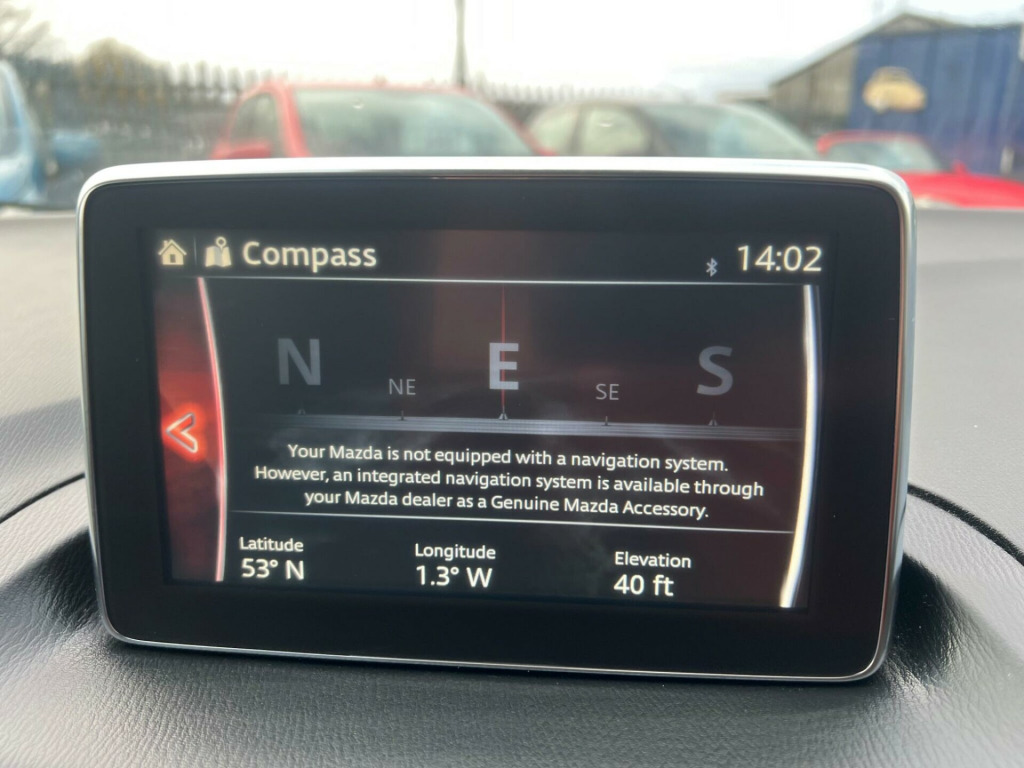 Compass
14:02
N NE E SE S
Your Mazda is not equipped with a navigation system.
However, an integrated navigation system is available through
your Mazda dealer as a Genuine Mazda Accessory.
Latitude Longitude Elevation
53° N 1.3° W 40 ft